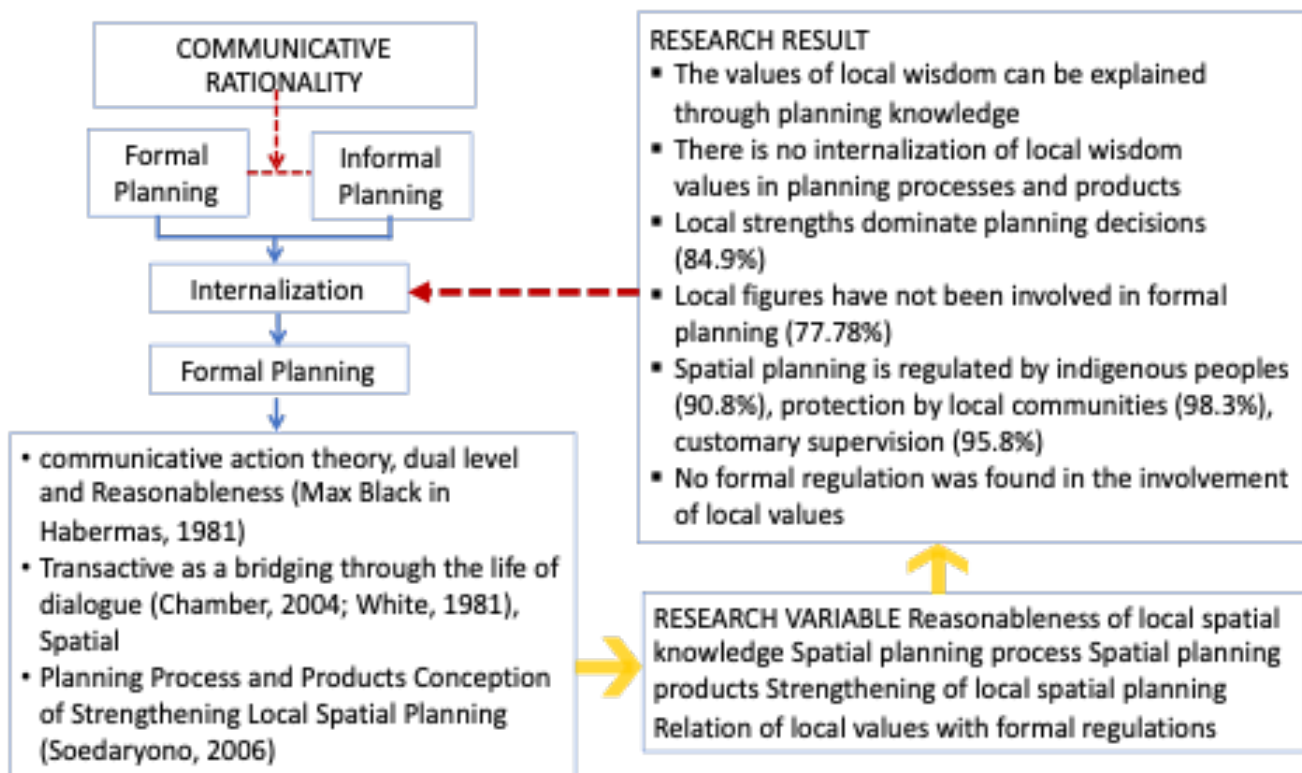 COMMUNICATIVE
RATIONALITY
Formal
Planning
Informal
Planning
Internalization
Formal Planning
• communicative action theory, dual level
and Reasonableness (Max Black in
Habermas, 1981)
• Transactive as a bridging through the life of
dialogue (Chamber, 2004; White, 1981),
Spatial
• Planning Process and Products Conception
of Strengthening Local Spatial Planning
(Soedaryono, 2006)
RESEARCH VARIABLE Reasonableness of local spatial
knowledge Spatial planning process Spatial planning
products Strengthening of local spatial planning
Relation of local values with formal regulations
RESEARCH RESULT
▪ The values of local wisdom can be explained
through planning knowledge
▪ There is no internalization of local wisdom
values in planning processes and products
▪ Local strengths dominate planning decisions
(84.9%)
▪ Local figures have not been involved in formal
planning (77.78%)
▪ Spatial planning is regulated by indigenous peoples
(90.8%), protection by local communities (98.3%),
customary supervision (95.8%)
▪ No formal regulation was found in the involvement
of local values